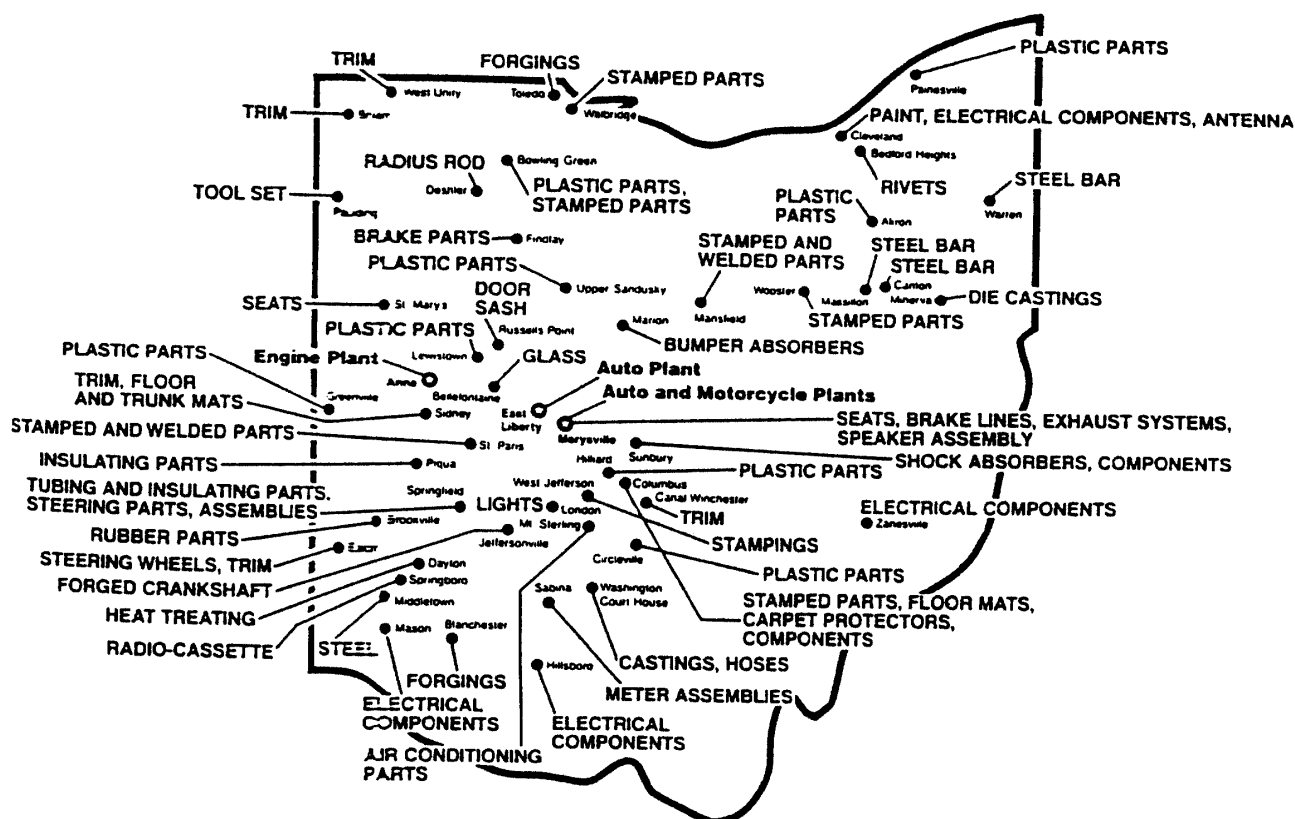 PLASTIC PARTS
Painesville
TRIM
West Unity
FORGINGS
Toledo
STAMPED PARTS
Walbridge
TRIM
PAINT, ELECTRICAL COMPONENTS, ANTENNA
Cleveland
Bedford Heights
RIVETS
RADIUS ROD
Deshler
Bowling Green
PLASTIC PARTS,
STAMPED PARTS
TOOL SET
Paulding
STEEL BAR
Warren
PLASTIC
PARTS
Akron
BRAKE PARTS
Findlay
STAMPED AND
WELDED PARTS
Mansfield
STEEL BAR
Massillon
STEEL BAR
Canton
PLASTIC PARTS
Upper Sandusky
Wooster
STAMPED PARTS
Minerva
DIE CASTINGS
SEATS
St. Marys
DOOR
SASH
Russells Point
Marion
BUMPER ABSORBERS
PLASTIC PARTS
Lewistown
PLASTIC PARTS
Greenville
Engine Plant
Anna
GLASS
Bellefontaine
Auto Plant
East
Liberty
TRIM, FLOOR
AND TRUNK MATS
Sidney
Auto and Motorcycle Plants
Marysville
SEATS, BRAKE LINES, EXHAUST SYSTEMS,
SPEAKER ASSEMBLY
STAMPED AND WELDED PARTS
St. Paris
Sunbury
SHOCK ABSORBERS, COMPONENTS
INSULATING PARTS
Piqua
Hilliard
PLASTIC PARTS
TUBING AND INSULATING PARTS,
STEERING PARTS, ASSEMBLIES
Springfield
LIGHTS
London
West Jefferson
Columbus
Canal Winchester
TRIM
ELECTRICAL COMPONENTS
Zanesville
RUBBER PARTS
Brookville
Mt. Sterling
STAMPINGS
STEERING WHEELS, TRIM
Jeffersonville
Circleville
PLASTIC PARTS
FORGED CRANKSHAFT
HEAT TREATING
Dayton
Springboro
RADIO-CASSETTE
Middletown
STEEL
Sabina
Washington
Court House
STAMPED PARTS, FLOOR MATS,
CARPET PROTECTORS,
COMPONENTS
Mason
Blanchester
FORGINGS
Hillsboro
CASTINGS, HOSES
METER ASSEMBLIES
ELECTRICAL
COMPONENTS
ELECTRICAL
COMPONENTS
AIR CONDITIONING
PARTS